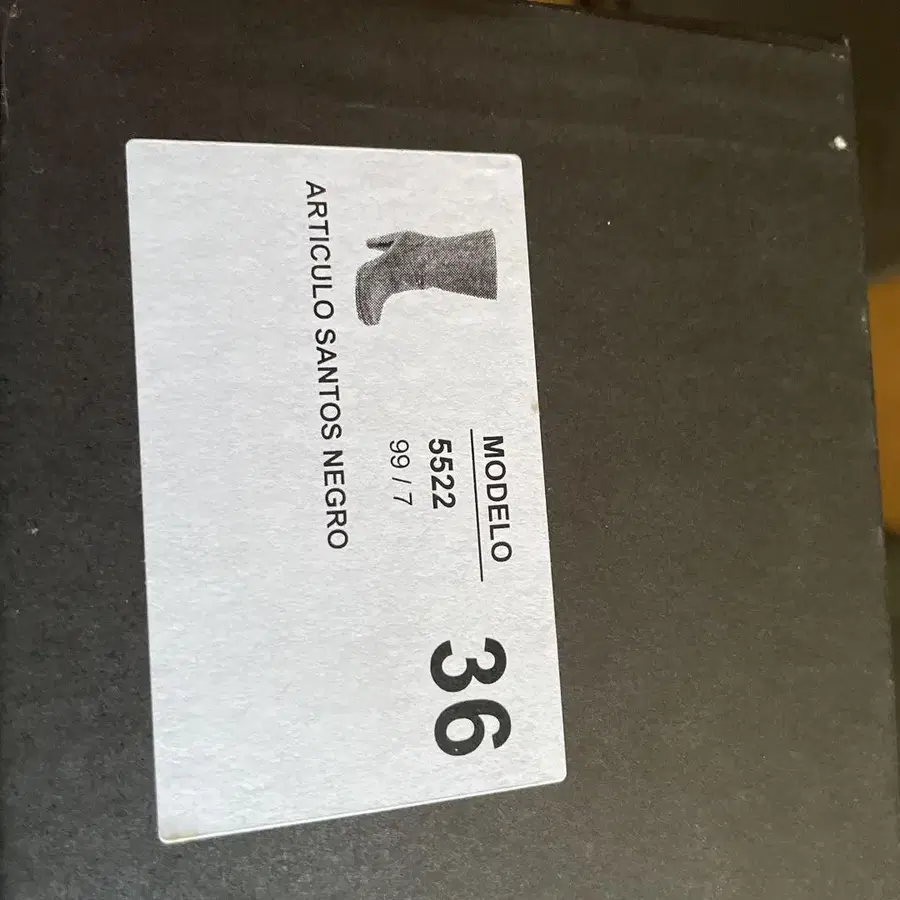 MODELO
5522
99 / 7
36
ARTICULO SANTOS NEGRO